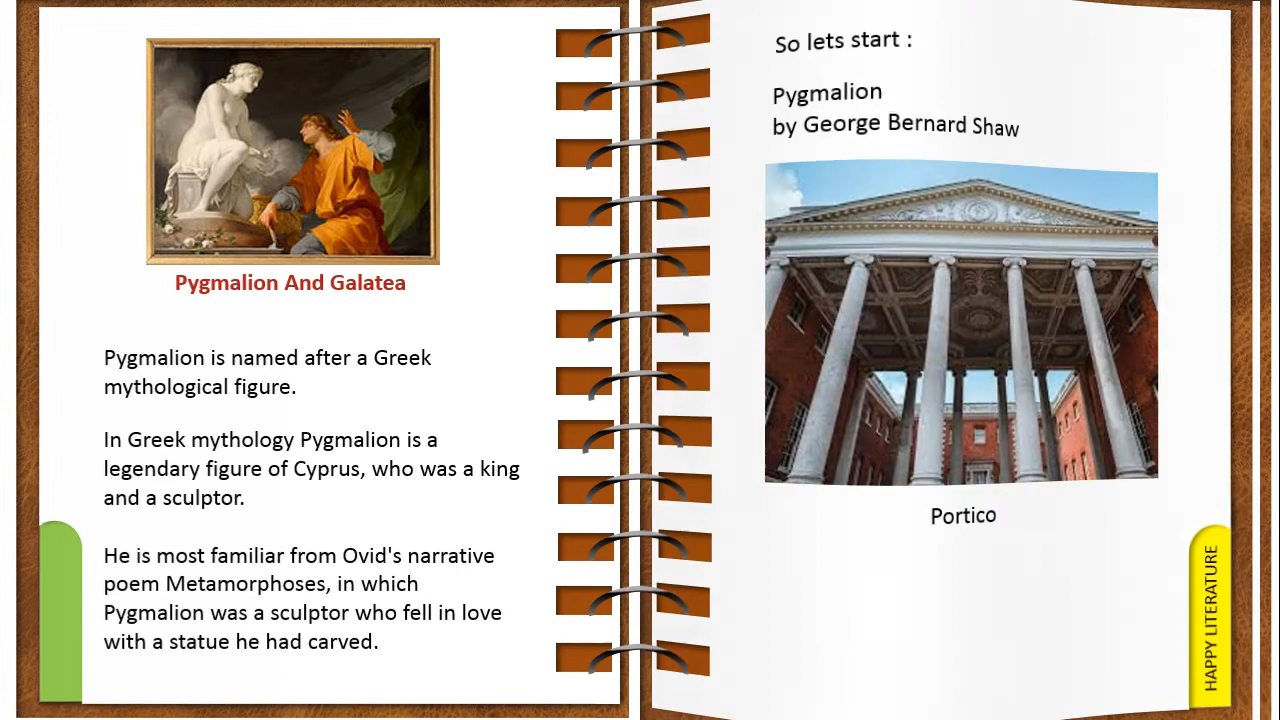 Pygmalion And Galatea
Pygmalion is named after a Greek
mythological figure.
In Greek mythology Pygmalion is a
legendary figure of Cyprus, who was a king
and a sculptor.
He is most familiar from Ovid's narrative
poem Metamorphoses, in which
Pygmalion was a sculptor who fell in love
with a statue he had carved.
So lets start :
Pygmalion
by George Bernard Shaw
Portico
HAPPY LITERATURE